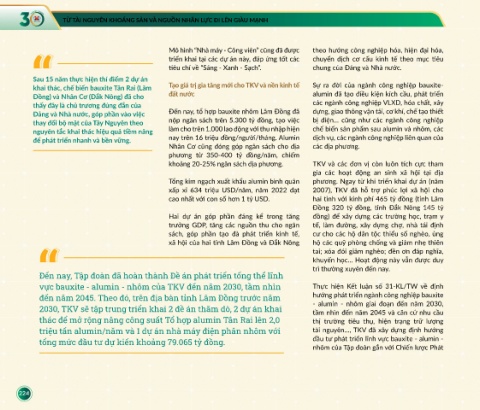 30
TỪ TÀI NGUYÊN KHOÁNG SẢN VÀ NGUỒN NHÂN LỰC ĐI LÊN GIÀU MẠNH
Sau 15 năm thực hiện thí điểm 2 dự án
khai thác, chế biến bauxite Tân Rai (Lâm
Đồng) và Nhân Cơ (Đắk Nông) đã cho
thấy đây là chủ trương đúng đắn của
Đảng và Nhà nước, góp phần vào việc
thay đổi bộ mặt của Tây Nguyên theo
nguyên tắc khai thác hiệu quả tiềm năng
để phát triển nhanh và bền vững.
Mô hình "Nhà máy - Công viên" cũng đã được
triển khai tại các dự án này, đáp ứng tốt các
tiêu chí về "Sáng - Xanh - Sạch".
Tạo giá trị gia tăng mới cho TKV và nền kinh tế
đất nước
Đến nay, tổ hợp bauxite nhôm Lâm Đồng đã
nộp ngân sách trên 5.300 tỷ đồng, tạo việc
làm cho trên 1.000 lao động với thu nhập hiện
nay trên 16 triệu đồng/người/tháng. Alumin
Nhân Cơ cũng đóng góp ngân sách cho địa
phương từ 350-400 tỷ đồng/năm, chiếm
khoảng 20-25% ngân sách địa phương.
Tổng kim ngạch xuất khẩu alumin bình quân
xấp xỉ 634 triệu USD/năm, năm 2022 đạt
cao nhất với con số hơn 1 tỷ USD.
Hai dự án góp phần đáng kể trong tăng
trưởng GDP, tăng các nguồn thu cho ngân
sách, góp phần tạo đà phát triển kinh tế,
xã hội của hai tỉnh Lâm Đồng và Đắk Nông
theo hướng công nghiệp hóa, hiện đại hóa,
chuyển dịch cơ cấu kinh tế theo mục tiêu
chung của Đảng và Nhà nước.
Sự ra đời của ngành công nghiệp bauxite-
alumin đã tạo điều kiện kích cầu, phát triển
các ngành công nghiệp VLXD, hóa chất, xây
dựng, giao thông vận tải, cơ khí, chế tạo thiết
bị điện... cũng như các ngành công nghiệp
chế biến sản phẩm sau alumin và nhôm, các
dịch vụ, các ngành công nghiệp liên quan của
các địa phương.
TKV và các đơn vị còn luôn tích cực tham
gia các hoạt động an sinh xã hội tại địa
phương. Ngay từ khi triển khai dự án (năm
2007), TKV đã hỗ trợ phúc lợi xã hội cho
hai tỉnh với kinh phí 465 tỷ đồng (tỉnh Lâm
Đồng 320 tỷ đồng, tỉnh Đắk Nông 145 tỷ
đồng) để xây dựng các trường học, trạm y
tế, làm đường, xây dựng chợ, nhà tái định
cư cho các hộ dân tộc thiểu số nghèo, ủng
hộ các quỹ phòng chống và giảm nhẹ thiên
tai; xóa đói giảm nghèo; đền ơn đáp nghĩa,
khuyến học... Hoạt động này vẫn được duy
trì thường xuyên đến nay.
Thực hiện Kết luận số 31-KL/TW về định
hướng phát triển ngành công nghiệp bauxite
- alumin - nhôm giai đoạn đến năm 2030,
tầm nhìn đến năm 2045 và căn cứ nhu cầu
thị trường tiêu thụ, hiện trạng trữ lượng
tài nguyên..., TKV đã xây dựng định hướng
đầu tư phát triển lĩnh vực bauxite - alumin -
nhôm của Tập đoàn gắn với Chiến lược Phát
Đến nay, Tập đoàn đã hoàn thành Đề án phát triển tổng thể lĩnh
vực bauxite - alumin - nhôm của TKV đến năm 2030, tầm nhìn
đến năm 2045. Theo đó, trên địa bàn tỉnh Lâm Đồng trước năm
2030, TKV sẽ tập trung triển khai 2 đề án thăm dò, 2 dự án khai
thác để mở rộng nâng công suất Tổ hợp alumin Tân Rai lên 2,0
triệu tấn alumin/năm và 1 dự án nhà máy điện phân nhôm với
tổng mức đầu tư dự kiến khoảng 79.065 tỷ đồng.
224